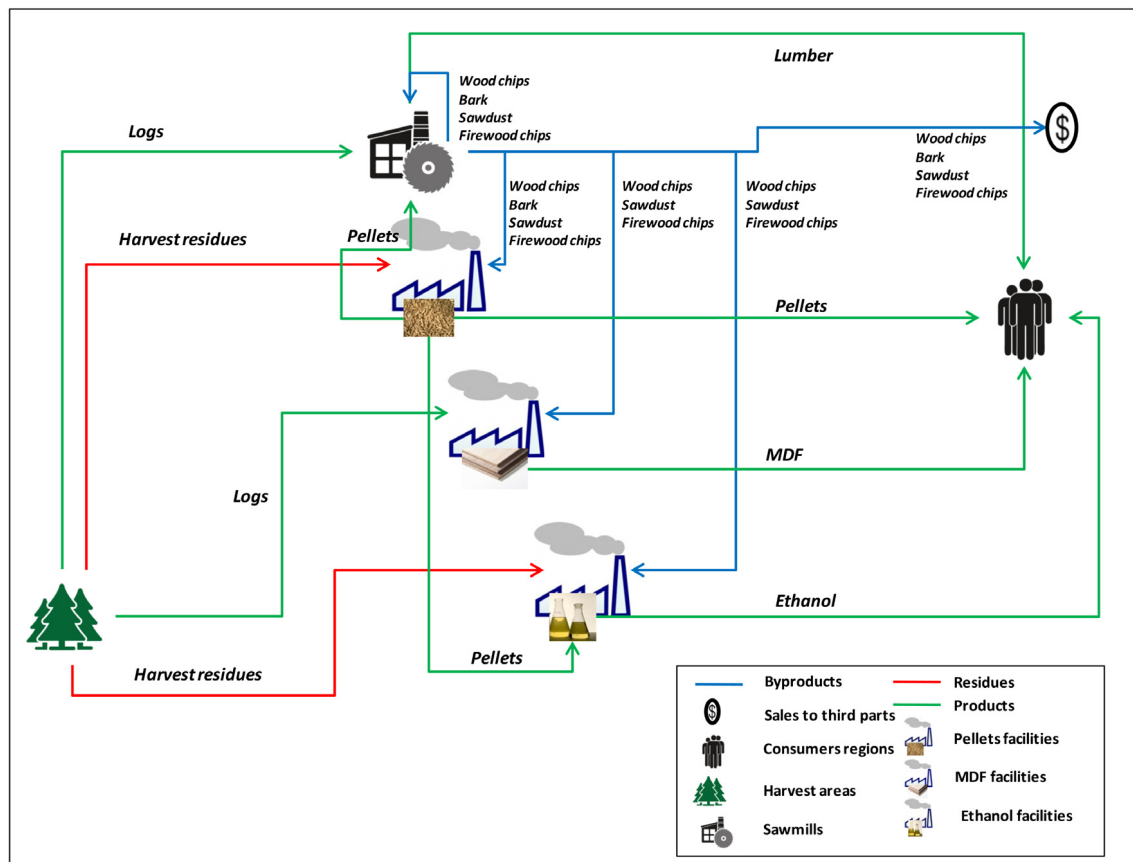 Lumber
Wood chips
Bark
Sawdust
Firewood chips
Logs
Wood chips
Bark
Sawdust
Firewood chips
Wood chips
Bark
Sawdust
Firewood chips
Wood chips
Sawdust
Firewood chips
Wood chips
Sawdust
Firewood chips
Harvest residues
Pellets
Pellets
MDF
Logs
Ethanol
Pellets
Harvest residues
Byproducts
Residues
Products
$
Sales to third parts
Pellets facilities
Consumers regions
MDF facilities
Harvest areas
Ethanol facilities
Sawmills
$